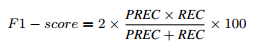 F1 − score = 2 × PREC × REC / PREC + REC × 100